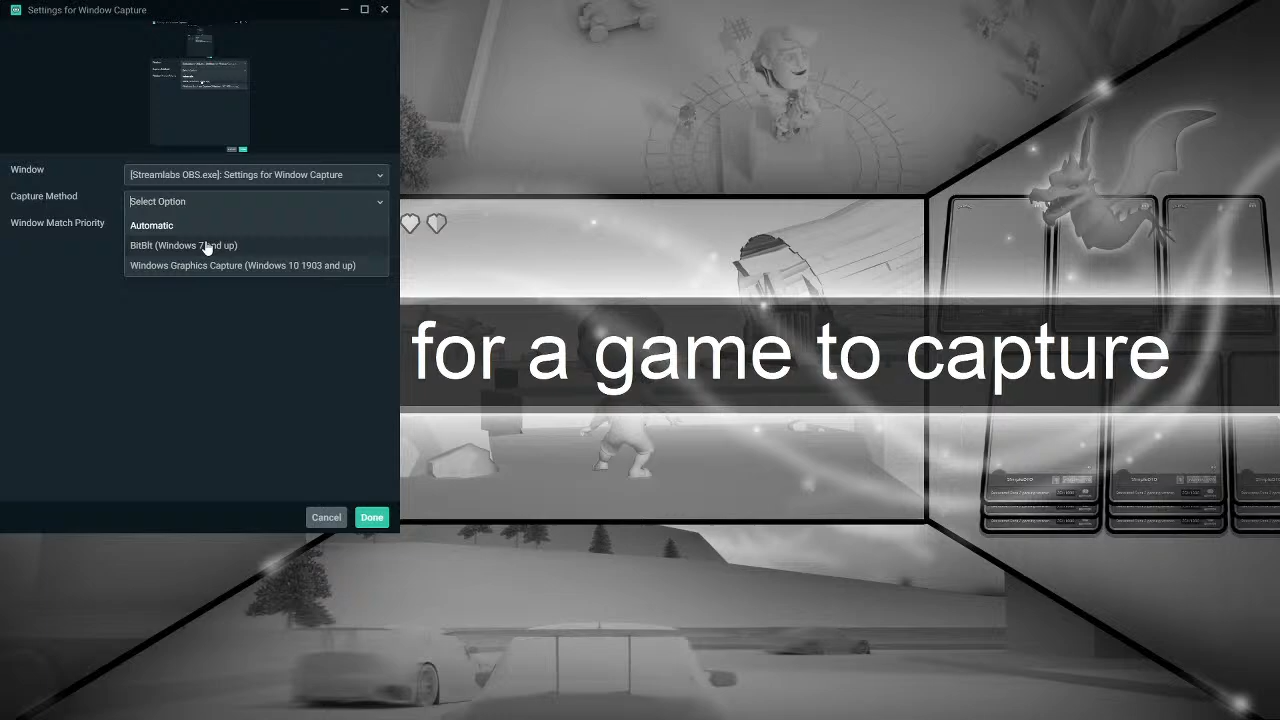 Settings for Window Capture
Window
[Streamlabs OBS.exe]: Settings for Window Capture
Capture Method
Select Option
Window Match Priority
Automatic
BitBlt (Windows 7 and up)
Windows Graphics Capture (Windows 10 1903 and up)
for a game to capture
Cancel
Done